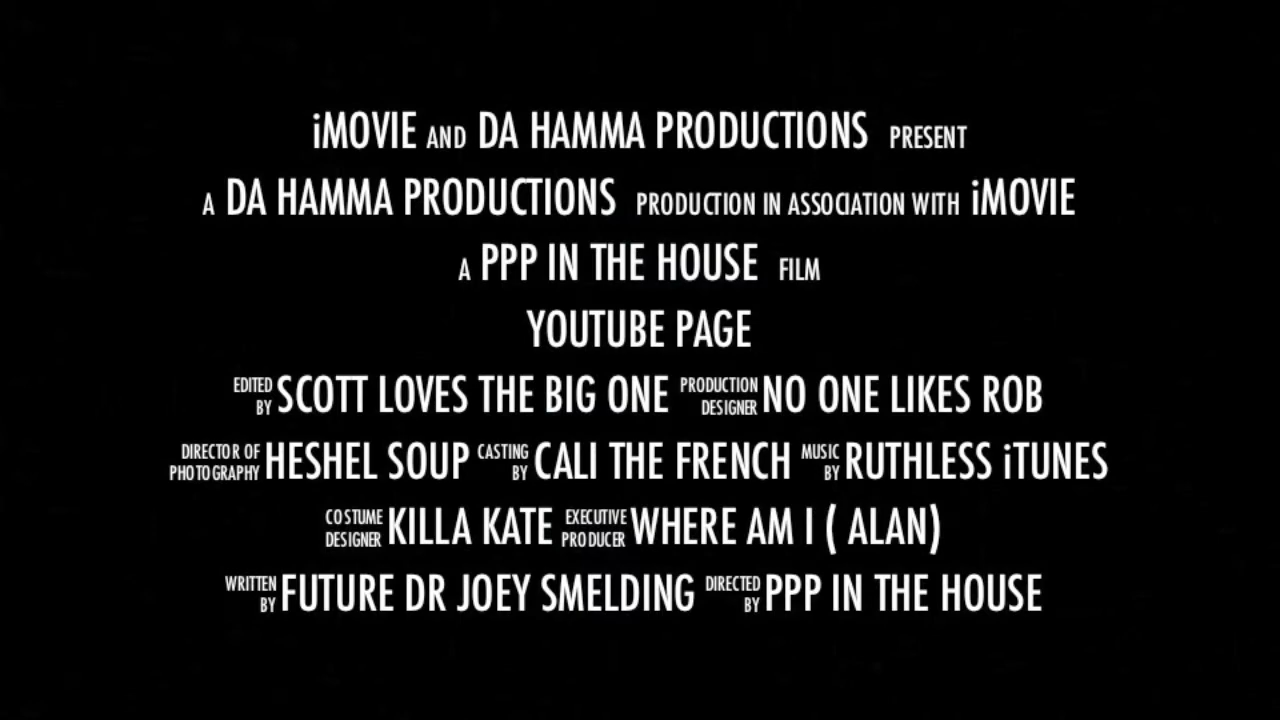 iMOVIE AND DA HAMMA PRODUCTIONS PRESENT
A DA HAMMA PRODUCTIONS PRODUCTION IN ASSOCIATION WITH iMOVIE
A PPP IN THE HOUSE FILM
YOUTUBE PAGE
EDITED BY SCOTT LOVES THE BIG ONE PRODUCTION DESIGNER NO ONE LIKES ROB
DIRECTOR OF PHOTOGRAPHY HESHEL SOUP CASTING BY CALI THE FRENCH MUSIC BY RUTHLESS iTUNES
COSTUME DESIGNER KILLA KATE EXECUTIVE PRODUCER WHERE AM I ( ALAN)
WRITTEN BY FUTURE DR JOEY SMELDING DIRECTED BY PPP IN THE HOUSE